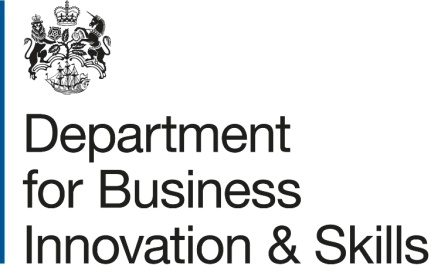 Department
for Business
Innovation & Skills